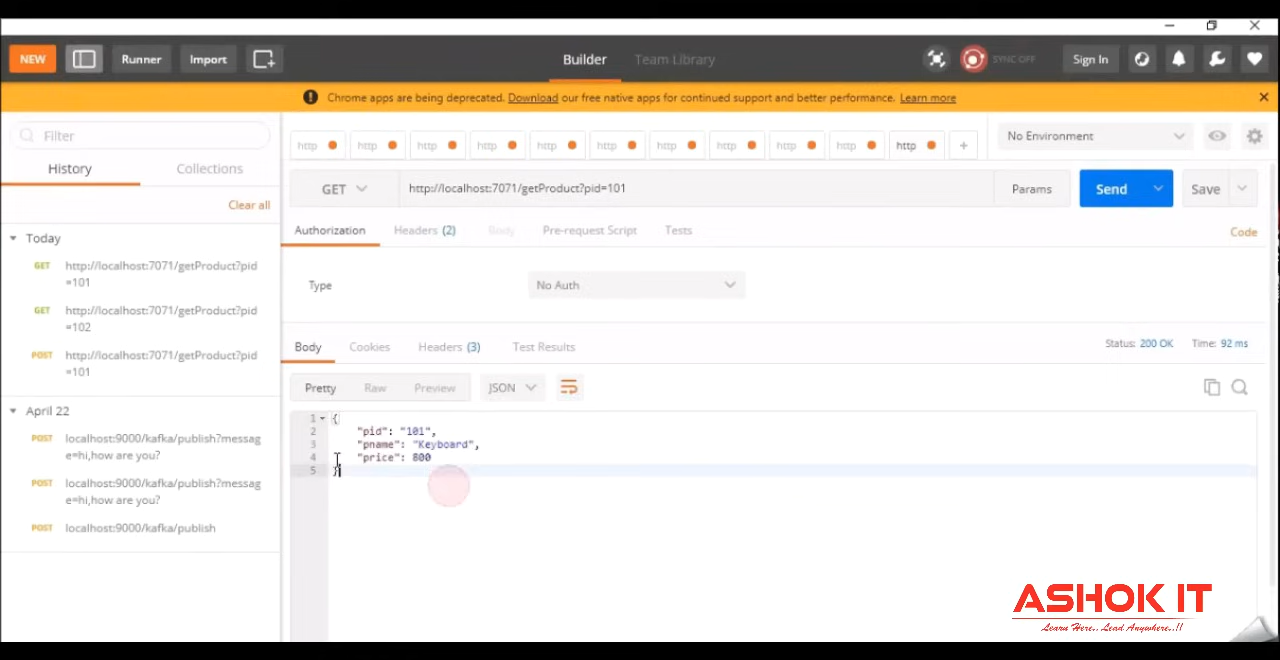 NEW Runner Import Builder Team Library SYNC OFF Sign In
Chrome apps are being deprecated. Download our free native apps for continued support and better performance. Learn more
Filter
History Collections
Clear all
Today
GET http://localhost:7071/getProduct?pid
=101
GET http://localhost:7071/getProduct?pid
=102
POST http://localhost:7071/getProduct?pid
=101
April 22
POST localhost:9000/kafka/publish?messag
e=hi,how are you?
POST localhost:9000/kafka/publish?messag
e=hi,how are you?
POST localhost:9000/kafka/publish
http http http http http http http http http http http + No Environment
GET http://localhost:7071/getProduct?pid=101 Params Send Save
Authorization Headers (2) Body Pre-request Script Tests Code
Type No Auth
Body Cookies Headers (3) Test Results Status: 200 OK Time: 92 ms
Pretty Raw Preview JSON
1 {
2 "pid": "101",
3 "pname": "Keyboard",
4 "price": 800
5 }
ASHOK IT
Learn Here.. Lead Anywhere..!!